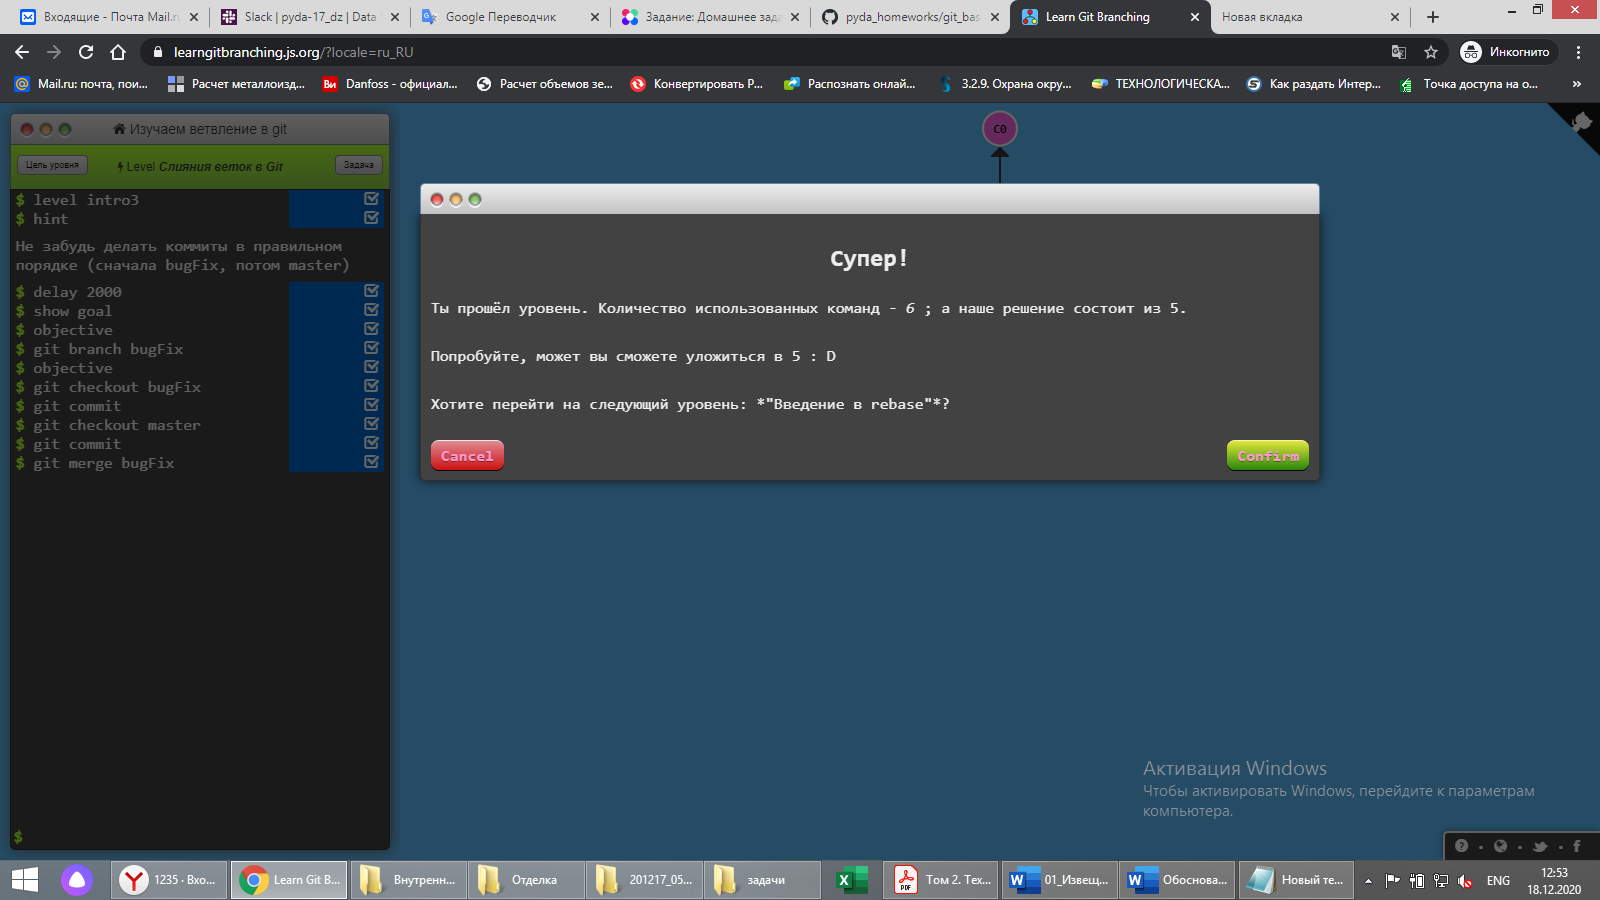 Входящие - Почта Mail.ru
Slack | pyda-17_dz | Data
Google Переводчик
Задание: Домашнее зада
pyda_homeworks/git_bas
Learn Git Branching
Новая вкладка
learngitbranching.js.org/?locale=ru_RU
Инкогнито
Mail.ru: почта, пои...
Расчет металлоизд...
Danfoss - официал...
Расчет объемов зе...
Конвертировать P...
Распознать онлай...
3.2.9. Охрана окру...
ТЕХНОЛОГИЧЕСКА...
Как раздать Интер...
Точка доступа на о...
»
Изучаем ветвление в git
Цель уровня
Level Слияния веток в Git
Задача
$ level intro3
$ hint
Не забудь делать коммиты в правильном
порядке (сначала bugFix, потом master)
$ delay 2000
$ show goal
$ objective
$ git branch bugFix
$ objective
$ git checkout bugFix
$ git commit
$ git checkout master
$ git commit
$ git merge bugFix
$
C0
Супер!
Ты прошёл уровень. Количество использованных команд - 6 ; а наше решение состоит из 5.
Попробуйте, может вы сможете уложиться в 5 : D
Хотите перейти на следующий уровень: *"Введение в rebase"*?
Cancel
Confirm
Активация Windows
Чтобы активировать Windows, перейдите к параметрам
компьютера.
1235 · Вхо...
Learn Git B...
Внутренн...
Отделка
201217_05...
задачи
Том 2. Тех...
01_Извещ...
Обоснова...
Новый те...
ENG
12:53
18.12.2020